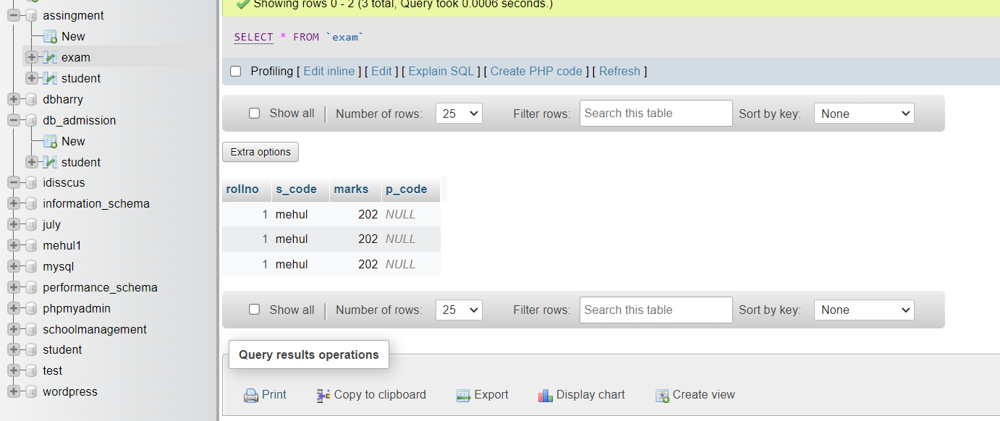 assingment
New
exam
student
dbharry
db_admission
New
student
idisscus
information_schema
july
mehul1
mysql
performance_schema
phpmyadmin
schoolmanagement
student
test
wordpress
Showing rows 0 - 2 (3 total, Query took 0.0006 seconds.)
SELECT * FROM `exam`
Profiling [ Edit inline ] [ Edit ] [ Explain SQL ] [ Create PHP code ] [ Refresh ]
Show all Number of rows: 25 Filter rows: Search this table Sort by key: None
Extra options
rollno s_code marks p_code
1 mehul 202 NULL
1 mehul 202 NULL
1 mehul 202 NULL
Show all Number of rows: 25 Filter rows: Search this table Sort by key: None
Query results operations
Print Copy to clipboard Export Display chart Create view